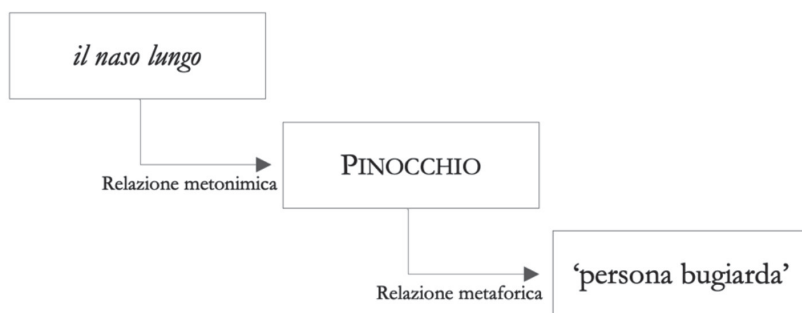 il naso lungo
PINOCCHIO
Relazione metonimica
‘persona bugiarda’
Relazione metaforica